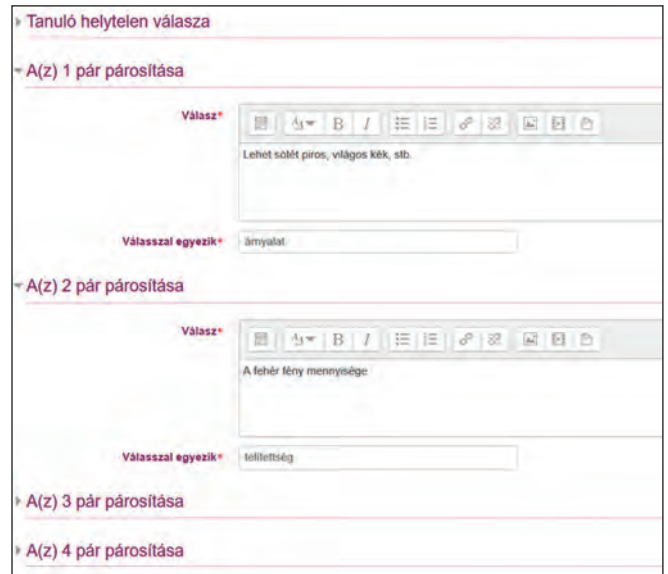 Tanuló helytelen válasza
A(z) 1 pár párosítása
Válasz*
B I
Lehet sötét piros, világos kék, stb.
Válasszal egyezik* árnyalat
A(z) 2 pár párosítása
Válasz*
B I
A fehér fény mennyisége
Válasszal egyezik* telítettség
A(z) 3 pár párosítása
A(z) 4 pár párosítása